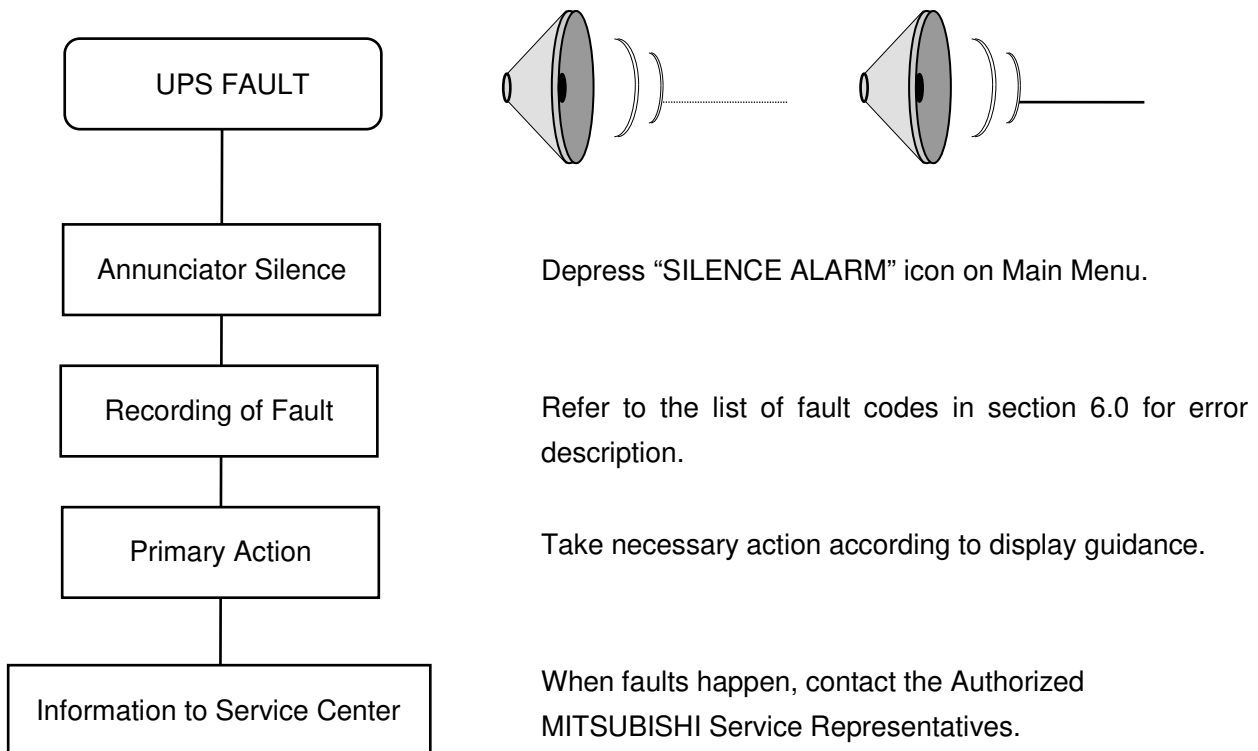 UPS FAULT
Annunciator Silence
Depress “SILENCE ALARM” icon on Main Menu.
Recording of Fault
Refer to the list of fault codes in section 6.0 for error
description.
Primary Action
Take necessary action according to display guidance.
Information to Service Center
When faults happen, contact the Authorized
MITSUBISHI Service Representatives.